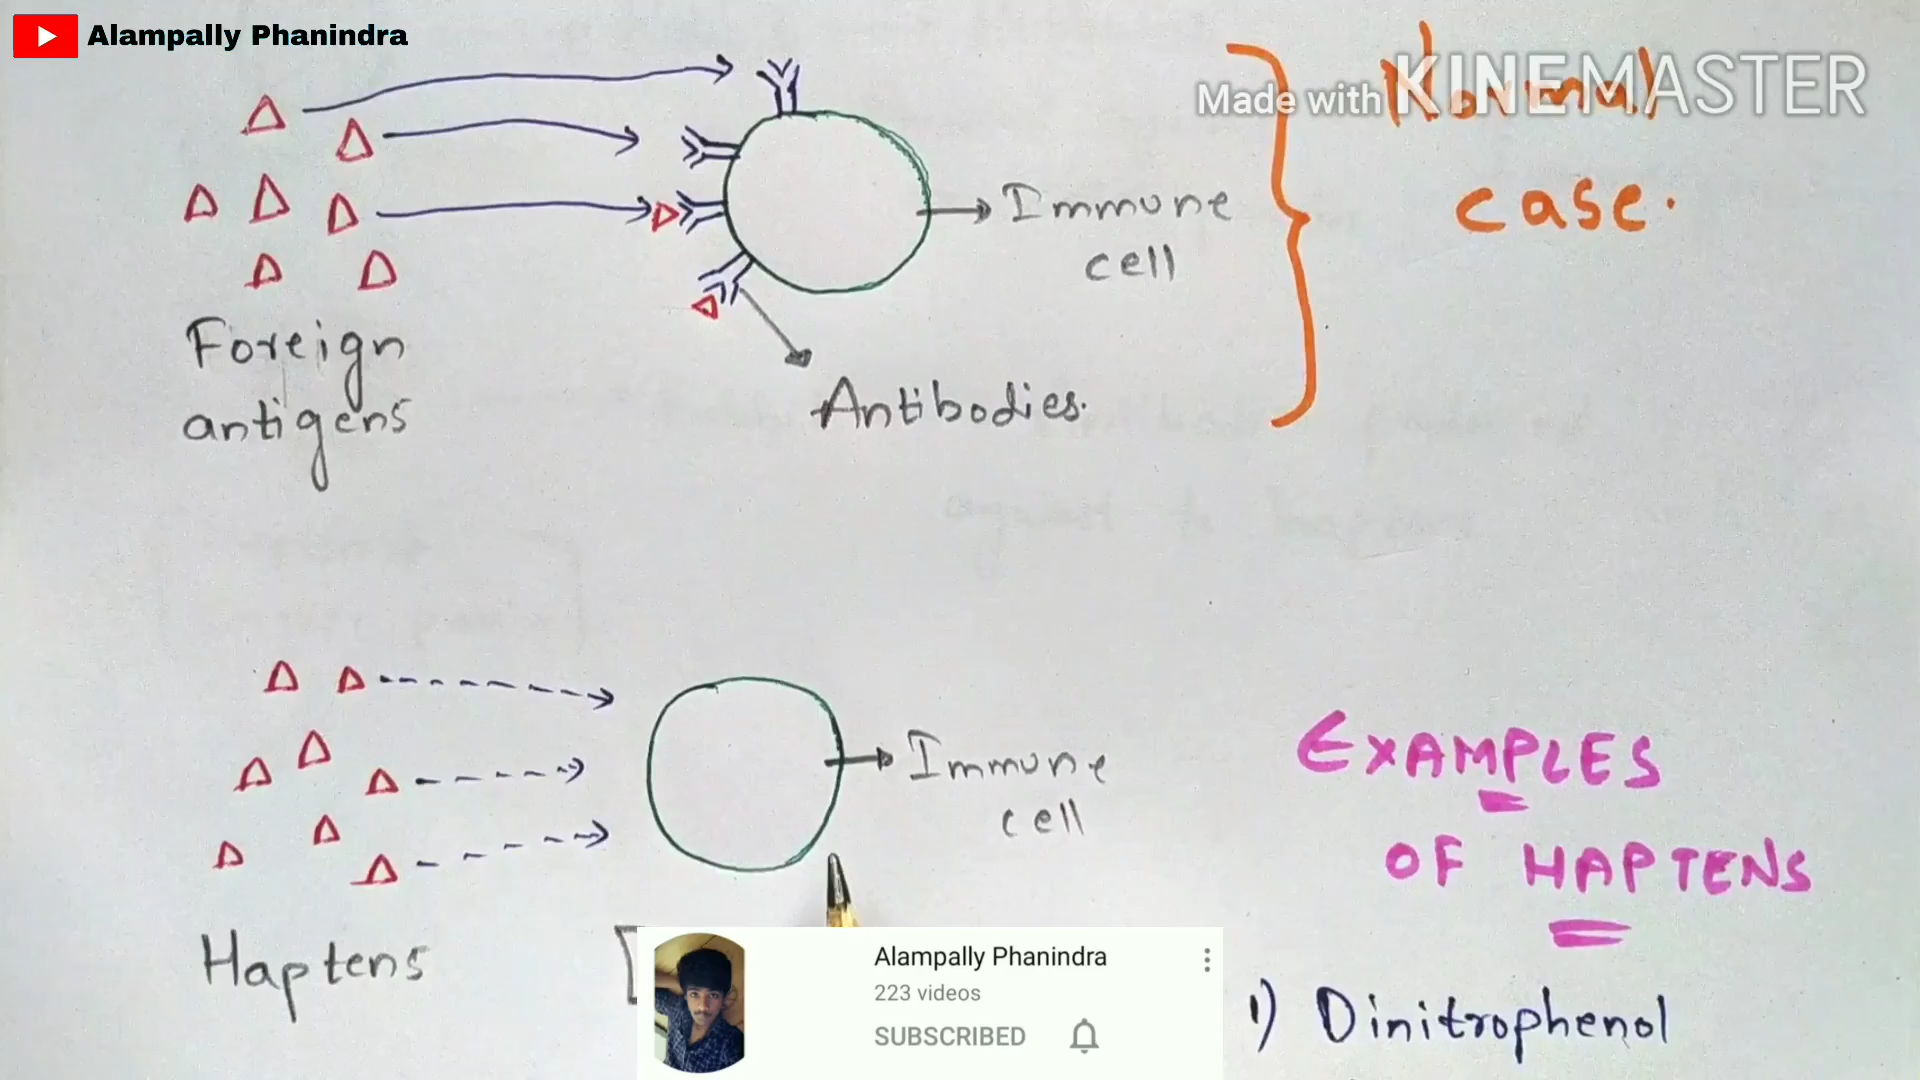 Alampally Phanindra
Made with KINEMASTER
Normal
case.
Immune
cell
Foreign
antigens
Antibodies.
Immune
cell
EXAMPLES
OF HAPTENS
Haptens
Alampally Phanindra
223 videos
SUBSCRIBED
1) Dinitrophenol